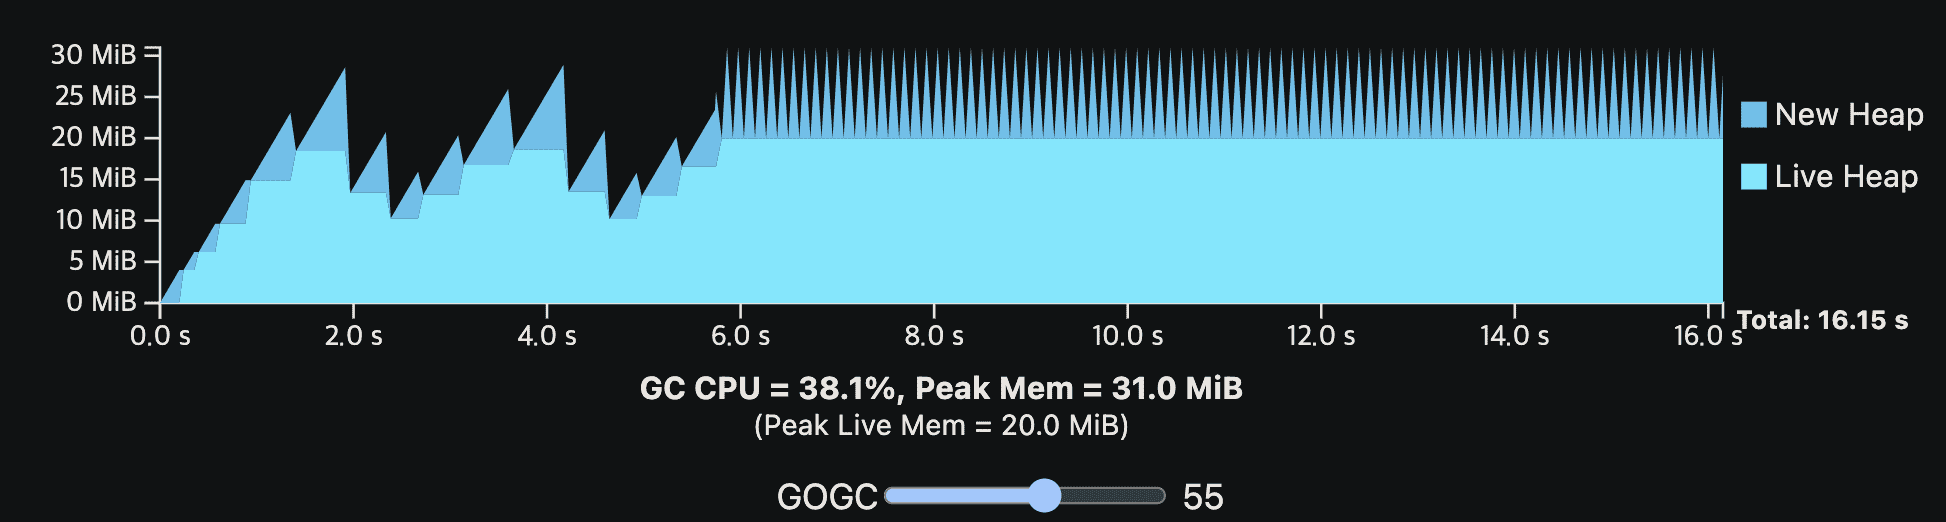 30 MiB
25 MiB
20 MiB
15 MiB
10 MiB
5 MiB
0 MiB
0.0 s 2.0 s 4.0 s 6.0 s 8.0 s 10.0 s 12.0 s 14.0 s 16.0 s
Total: 16.15 s
New Heap
Live Heap
GC CPU = 38.1%, Peak Mem = 31.0 MiB
(Peak Live Mem = 20.0 MiB)
GOGC 55